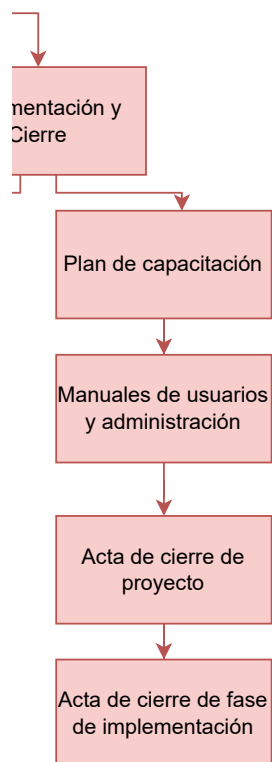 mentación y
Cierre
Plan de capacitación
Manuales de usuarios
y administración
Acta de cierre de
proyecto
Acta de cierre de fase
de implementación